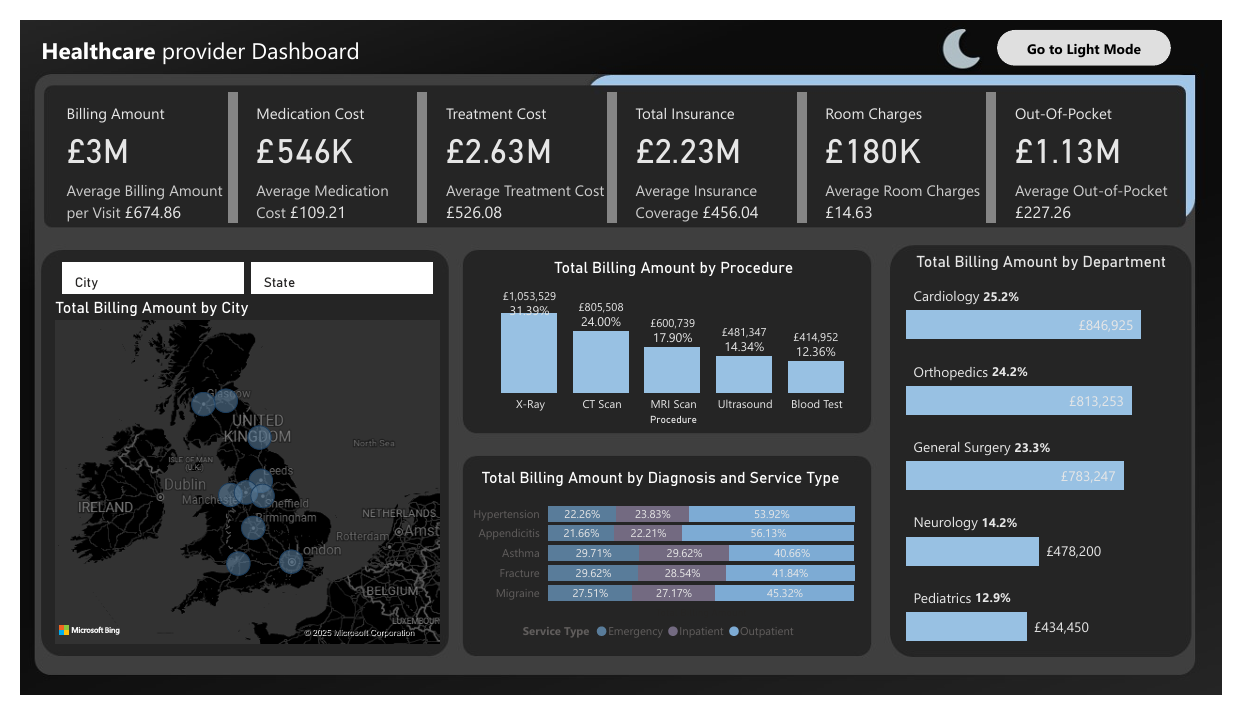 Healthcare provider Dashboard
Go to Light Mode
Billing Amount
£3M
Average Billing Amount
per Visit £674.86
Medication Cost
£546K
Average Medication
Cost £109.21
Treatment Cost
£2.63M
Average Treatment Cost
£526.08
Total Insurance
£2.23M
Average Insurance
Coverage £456.04
Room Charges
£180K
Average Room Charges
£14.63
Out-Of-Pocket
£1.13M
Average Out-of-Pocket
£227.26
City
State
Total Billing Amount by City
Glasgow
UNITED
KINGDOM
North Sea
ISLE OF MAN
(U.K.)
Leeds
Dublin
Manchester
Sheffield
IRELAND
Birmingham
NETHERLANDS
Rotterdam
Amst
London
BELGIUM
LUXEMBOUR
Microsoft Bing
© 2025 Microsoft Corporation
Total Billing Amount by Procedure
£1,053,529
31.39%
£805,508
24.00%
£600,739
17.90%
£481,347
14.34%
£414,952
12.36%
X-Ray
CT Scan
MRI Scan
Ultrasound
Blood Test
Procedure
Total Billing Amount by Diagnosis and Service Type
Hypertension 22.26% 23.83% 53.92%
Appendicitis 21.66% 22.21% 56.13%
Asthma 29.71% 29.62% 40.66%
Fracture 29.62% 28.54% 41.84%
Migraine 27.51% 27.17% 45.32%
Service Type Emergency Inpatient Outpatient
Total Billing Amount by Department
Cardiology 25.2%
£846,925
Orthopedics 24.2%
£813,253
General Surgery 23.3%
£783,247
Neurology 14.2%
£478,200
Pediatrics 12.9%
£434,450